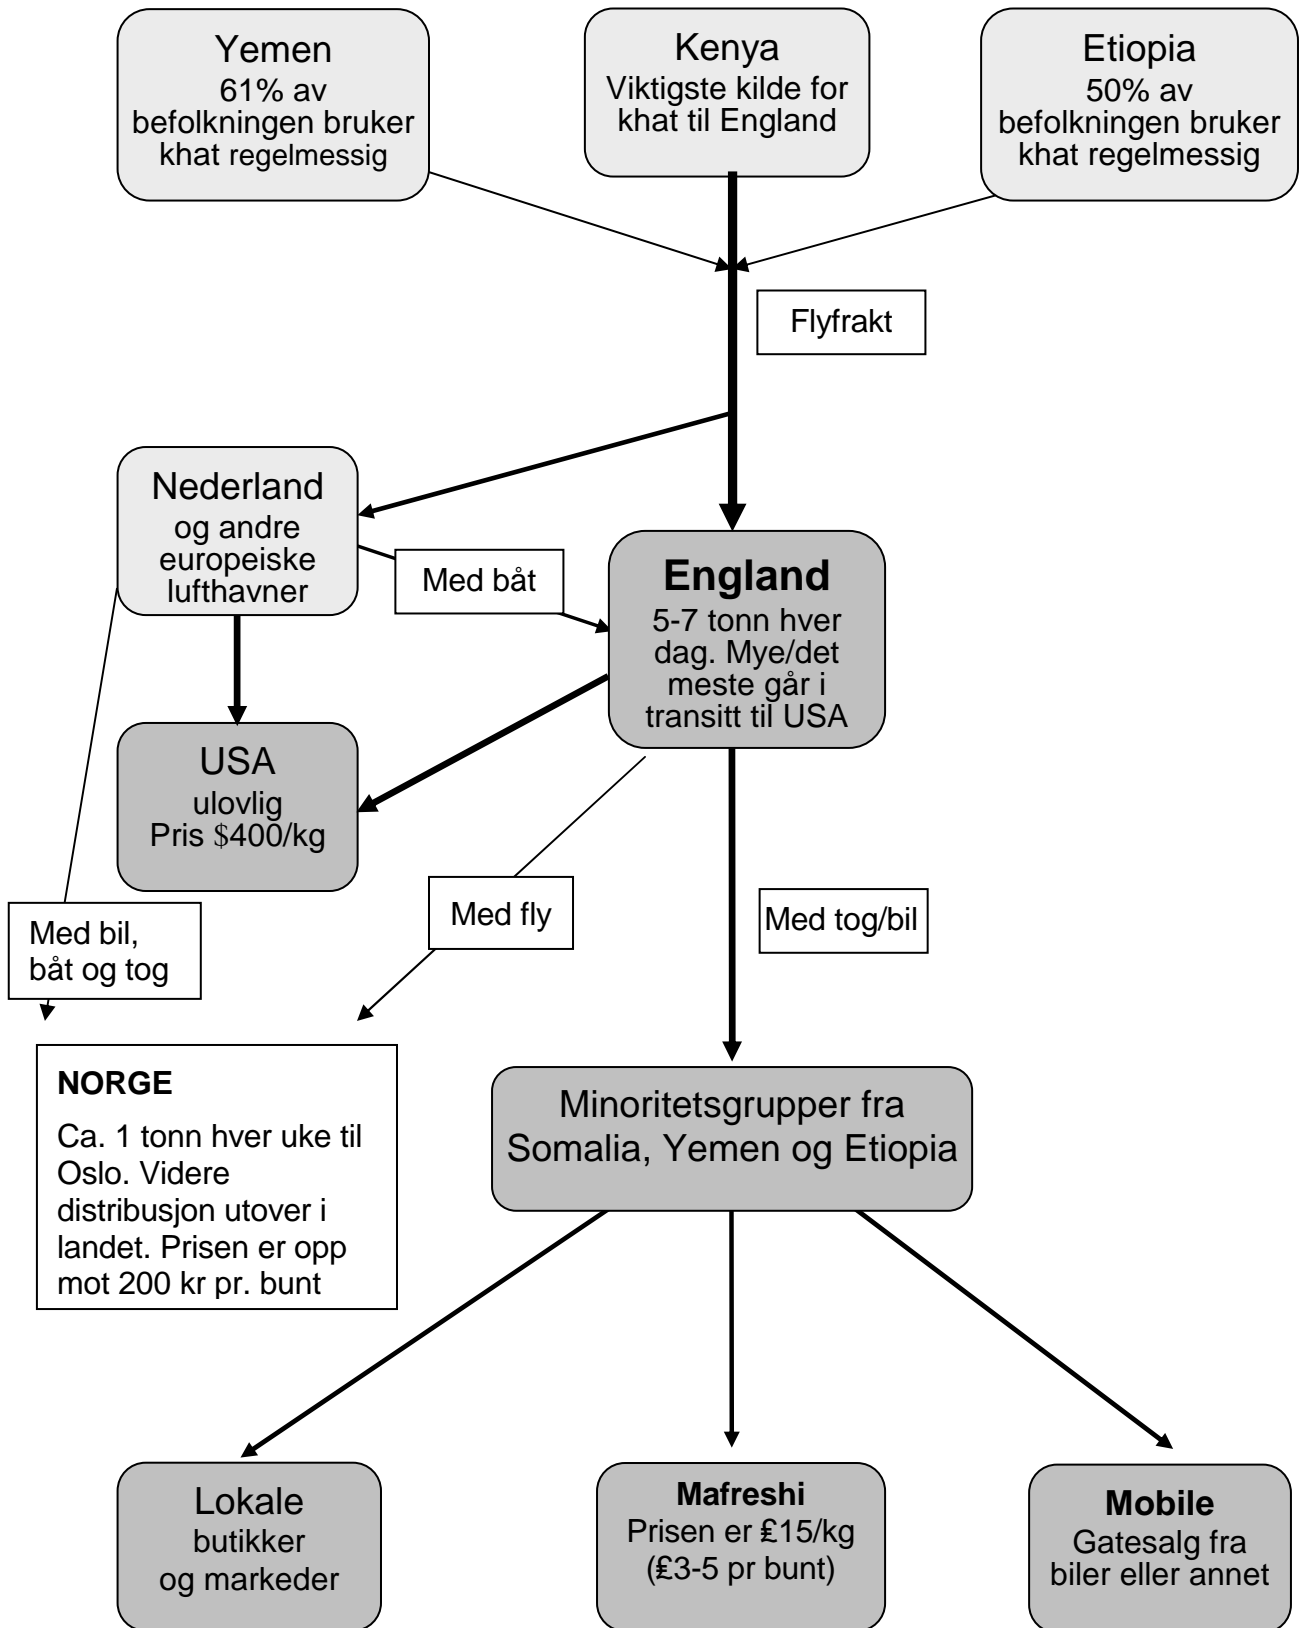 Yemen
61% av
befolkningen bruker
khat regelmessig
Kenya
Viktigste kilde for
khat til England
Etiopia
50% av
befolkningen bruker
khat regelmessig
Flyfrakt
Nederland
og andre
europeiske
lufthavner
Med båt
England
5-7 tonn hver
dag. Mye/det
meste går i
transitt til USA
USA
ulovlig
Pris $400/kg
Med bil,
båt og tog
Med fly
Med tog/bil
NORGE
Ca. 1 tonn hver uke til
Oslo. Videre
distribusjon utover i
landet. Prisen er opp
mot 200 kr pr. bunt
Minoritetsgrupper fra
Somalia, Yemen og Etiopia
Lokale
butikker
og markeder
Mafreshi
Prisen er ₤15/kg
(₤3-5 pr bunt)
Mobile
Gatesalg fra
biler eller annet